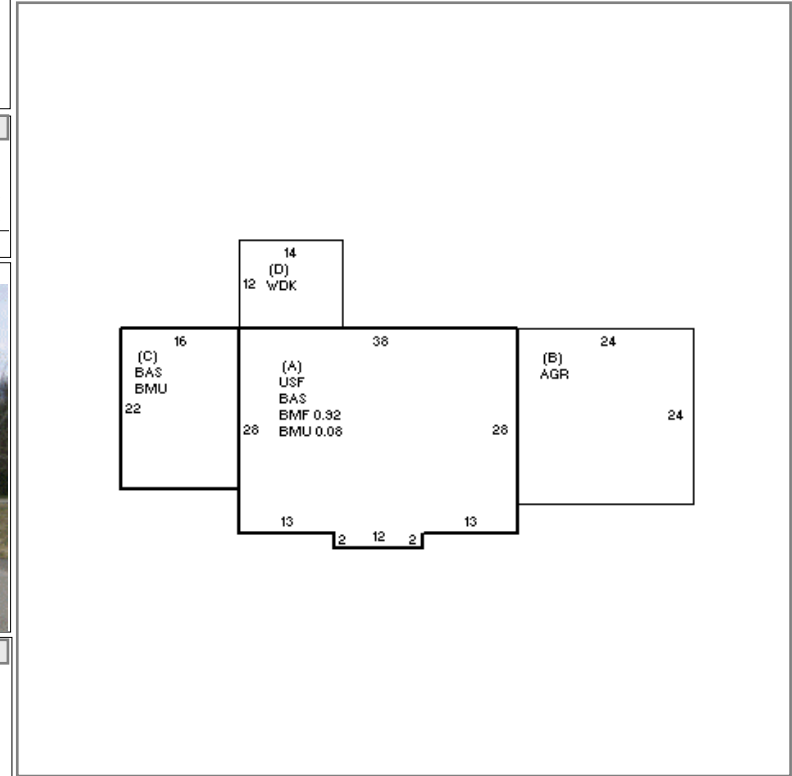 14
(D)
12 WDK
16
38
24
(C)
BAS
BMU
22
(A)
USF
BAS
BMF 0.92
BMU 0.08
28
28
(B)
AGR
24
13
13
2 12 2